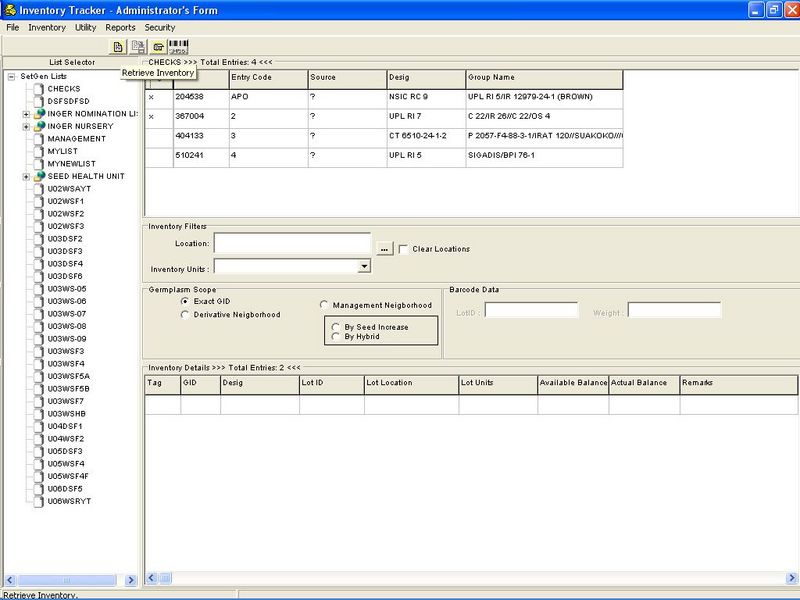 Inventory Tracker - Administrator's Form
File Inventory Utility Reports Security
List Selector
CHECKS >>> Total Entries: 4 <<<
Retrieve Inventory
SetGen Lists
CHECKS
DSFSDFSD
INGER NOMINATION LI
INGER NURSERY
MANAGEMENT
MYLIST
MYNEWLIST
SEED HEALTH UNIT
U02WSAYT
U02WSF1
U02WSF2
U02WSF3
U03DSF2
U03DSF3
U03DSF4
U03DSF6
U03WS-05
U03WS-06
U03WS-07
U03WS-08
U03WS-09
U03WSF3
U03WSF4
U03WSF5A
U03WSF5B
U03WSF7
U03WSHB
U04DSF1
U04WSF2
U05DSF3
U05WSF4
U05WSF4F
U06DSF5
U06WSRYT
Entry Code Source Desig Group Name
x 204538 APO ? NSIC RC 9 UPL RI 5/IR 12979-24-1 (BROWN)
x 367004 2 ? UPL RI 7 C 22/IR 26//C 22/OS 4
404133 3 ? CT 6510-24-1-2 P 2057-F4-88-3-1/IRAT 120//SUAKOKO///
510241 4 ? UPL RI 5 SIGADIS/BPI 76-1
Inventory Filters
Location: ... Clear Locations
Inventory Units :
Germplasm Scope
Exact GID
Derivative Neigborhood
Management Neigborhood
By Seed Increase
By Hybrid
Barcode Data
LotID : Weight :
Inventory Details >>> Total Entries: 2 <<<
Tag GID Desig Lot ID Lot Location Lot Units Available Balance Actual Balance Remarks
Retrieve Inventory.